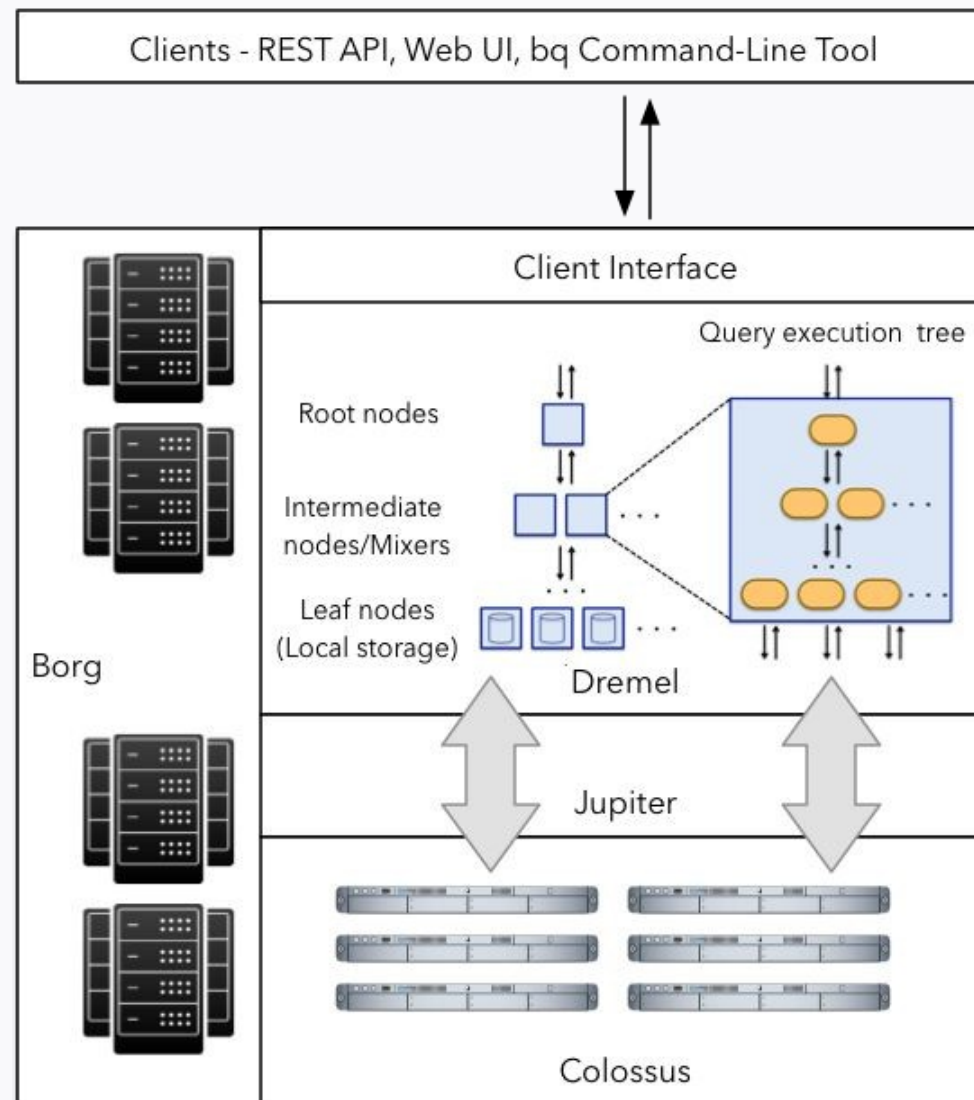 Clients - REST API, Web UI, bq Command-Line Tool
Client Interface
Query execution tree
Root nodes
Intermediate
nodes/Mixers
Leaf nodes
(Local storage)
Borg
Dremel
Jupiter
Colossus